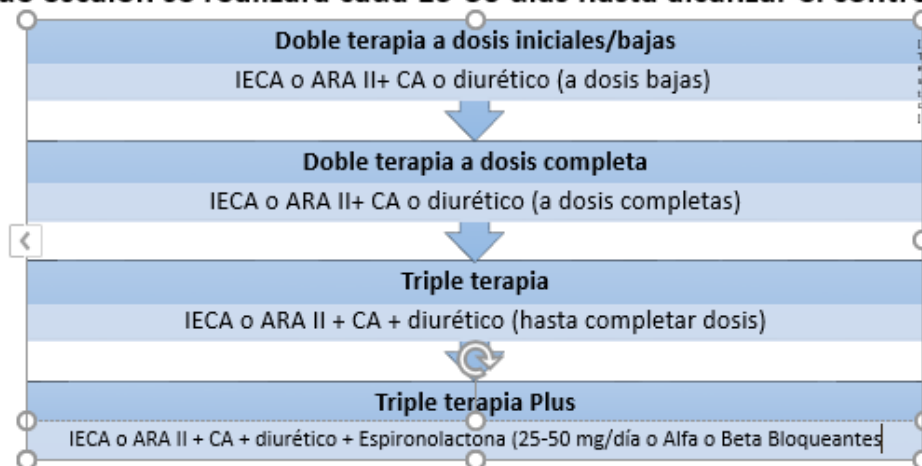 Doble terapia a dosis iniciales/bajas
IECA o ARA II+ CA o diurético (a dosis bajas)
Doble terapia a dosis completa
IECA o ARA II+ CA o diurético (a dosis completas)
Triple terapia
IECA o ARA II + CA + diurético (hasta completar dosis)
Triple terapia Plus
IECA o ARA II + CA + diurético + Espironolactona (25-50 mg/día o Alfa o Beta Bloqueantes